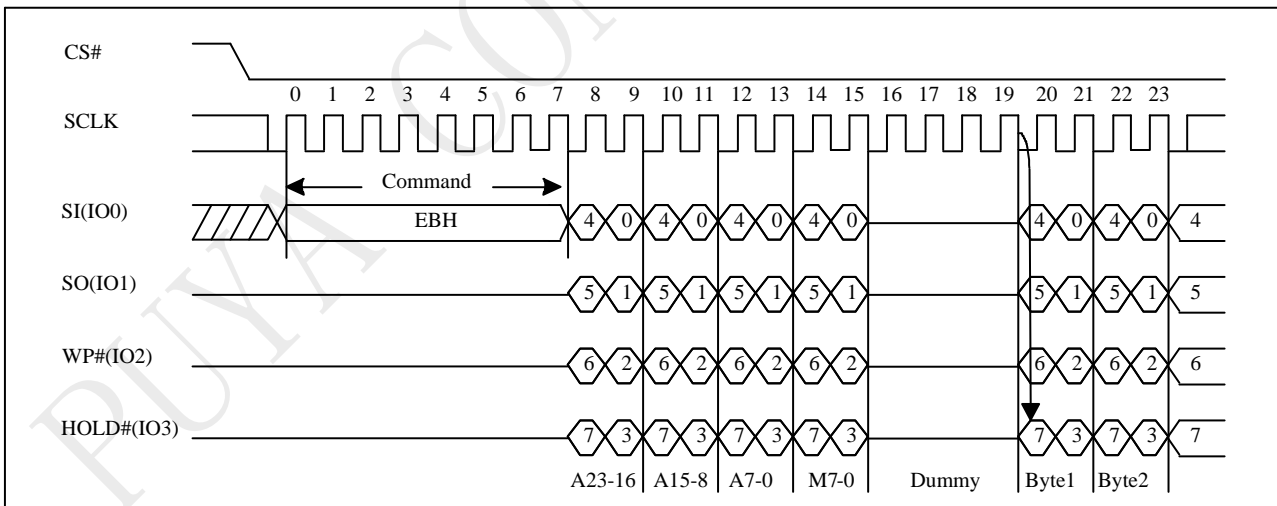 PUYA CON
CS#
0 1 2 3 4 5 6 7 8 9 10 11 12 13 14 15 16 17 18 19 20 21 22 23
SCLK
Command
SI(IO0)
EBH
4 0 4 0 4 0 4 0 4 0 4 0 4
SO(IO1)
5 1 5 1 5 1 5 1 5 1 5 1 5
WP#(IO2)
6 2 6 2 6 2 6 2 6 2 6 2 6
HOLD#(IO3)
7 3 7 3 7 3 7 3 7 3 7 3 7
A23-16 A15-8 A7-0 M7-0 Dummy Byte1 Byte2